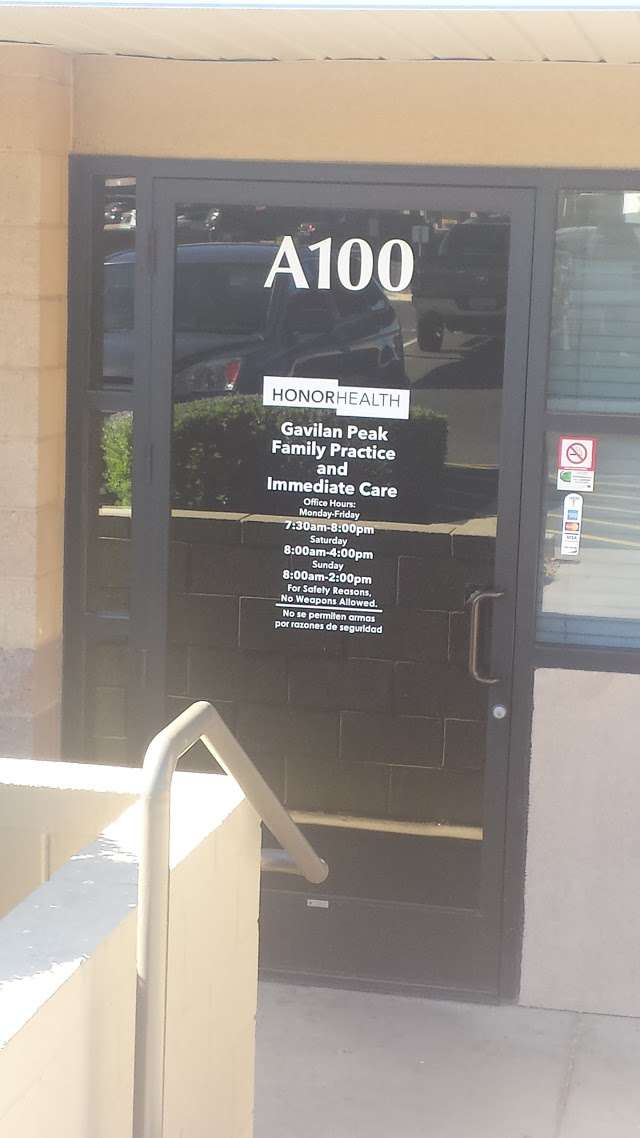 A100
HONORHEALTH
Gavilan Peak
Family Practice
and
Immediate Care
Office Hours:
Monday-Friday
7:30am-8:00pm
Saturday
8:00am-4:00pm
Sunday
8:00am-2:00pm
For Safety Reasons,
No Weapons Allowed.
No se permiten armas
por razones de seguridad
VISA